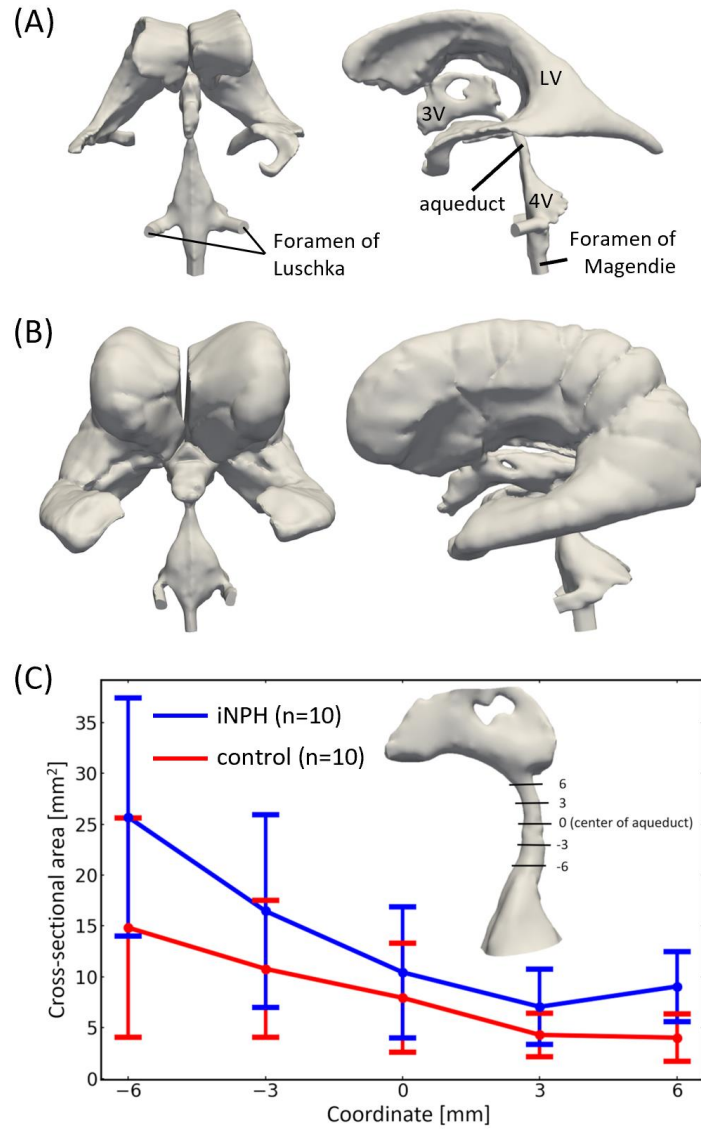 (A)
LV
3V
aqueduct
4V
Foramen of
Luschka
Foramen of
Magendie
(B)
(C)
iNPH (n=10)
control (n=10)
6
3
0 (center of aqueduct)
-3
-6
Cross-sectional area [mm²]
35
30
25
20
15
10
5
0
−6
−3
0
3
6
Coordinate [mm]